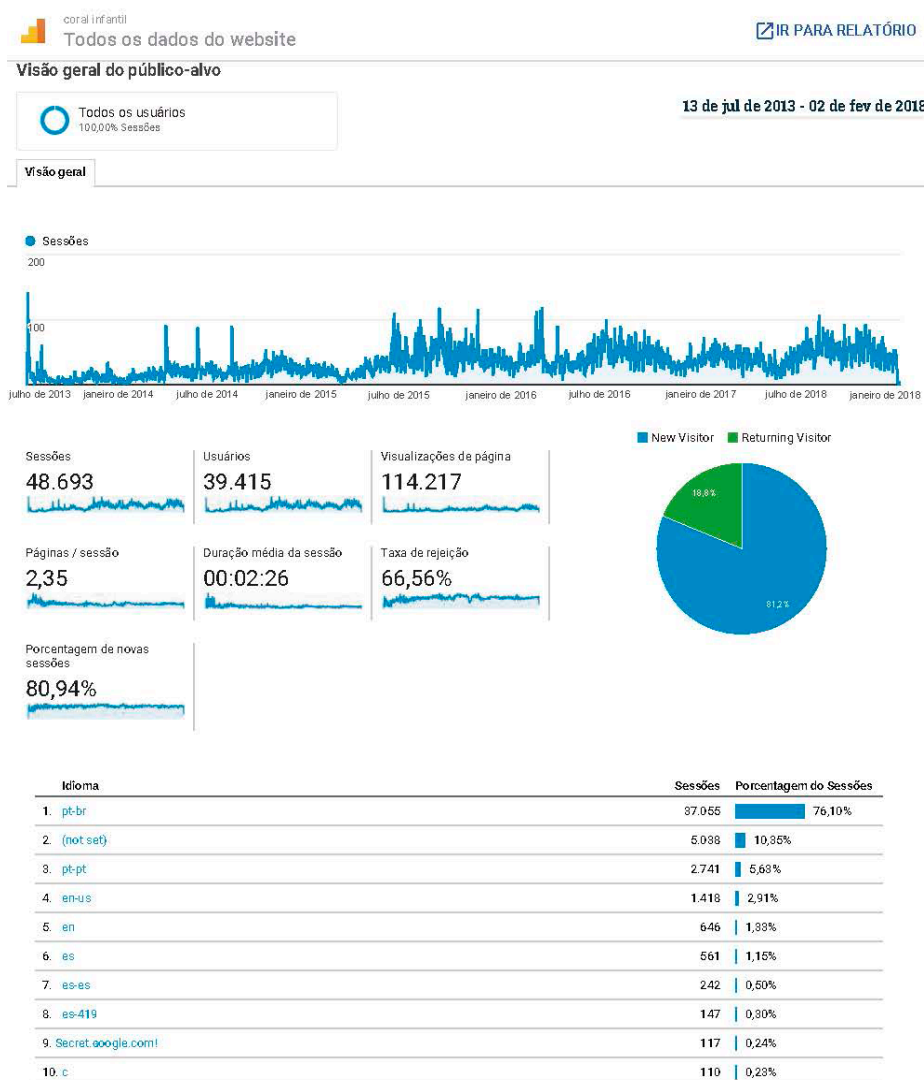 coral infantil
Todos os dados do website
IR PARA RELATÓRIO
Visão geral do público-alvo
Todos os usuários
100,00% Sessões
13 de jul de 2013 - 02 de fev de 2018
Visão geral
Sessões
200
100
julho de 2013 janeiro de 2014 julho de 2014 janeiro de 2015 julho de 2015 janeiro de 2016 julho de 2016 janeiro de 2017 julho de 2018 janeiro de 2018
New Visitor Returning Visitor
Sessões
48.693
Usuários
39.415
Visualizações de página
114.217
18,8%
81,2%
Páginas / sessão
2,35
Duração média da sessão
00:02:26
Taxa de rejeição
66,56%
Porcentagem de novas
sessões
80,94%
Idioma Sessões Porcentagem do Sessões
1. pt-br 37.055 76,10%
2. (not set) 5.038 10,35%
3. pt-pt 2.741 5,63%
4. en-us 1.418 2,91%
5. en 646 1,33%
6. es 561 1,15%
7. es-es 242 0,50%
8. es-419 147 0,30%
9. 117 0,24%
10. c 110 0,23%